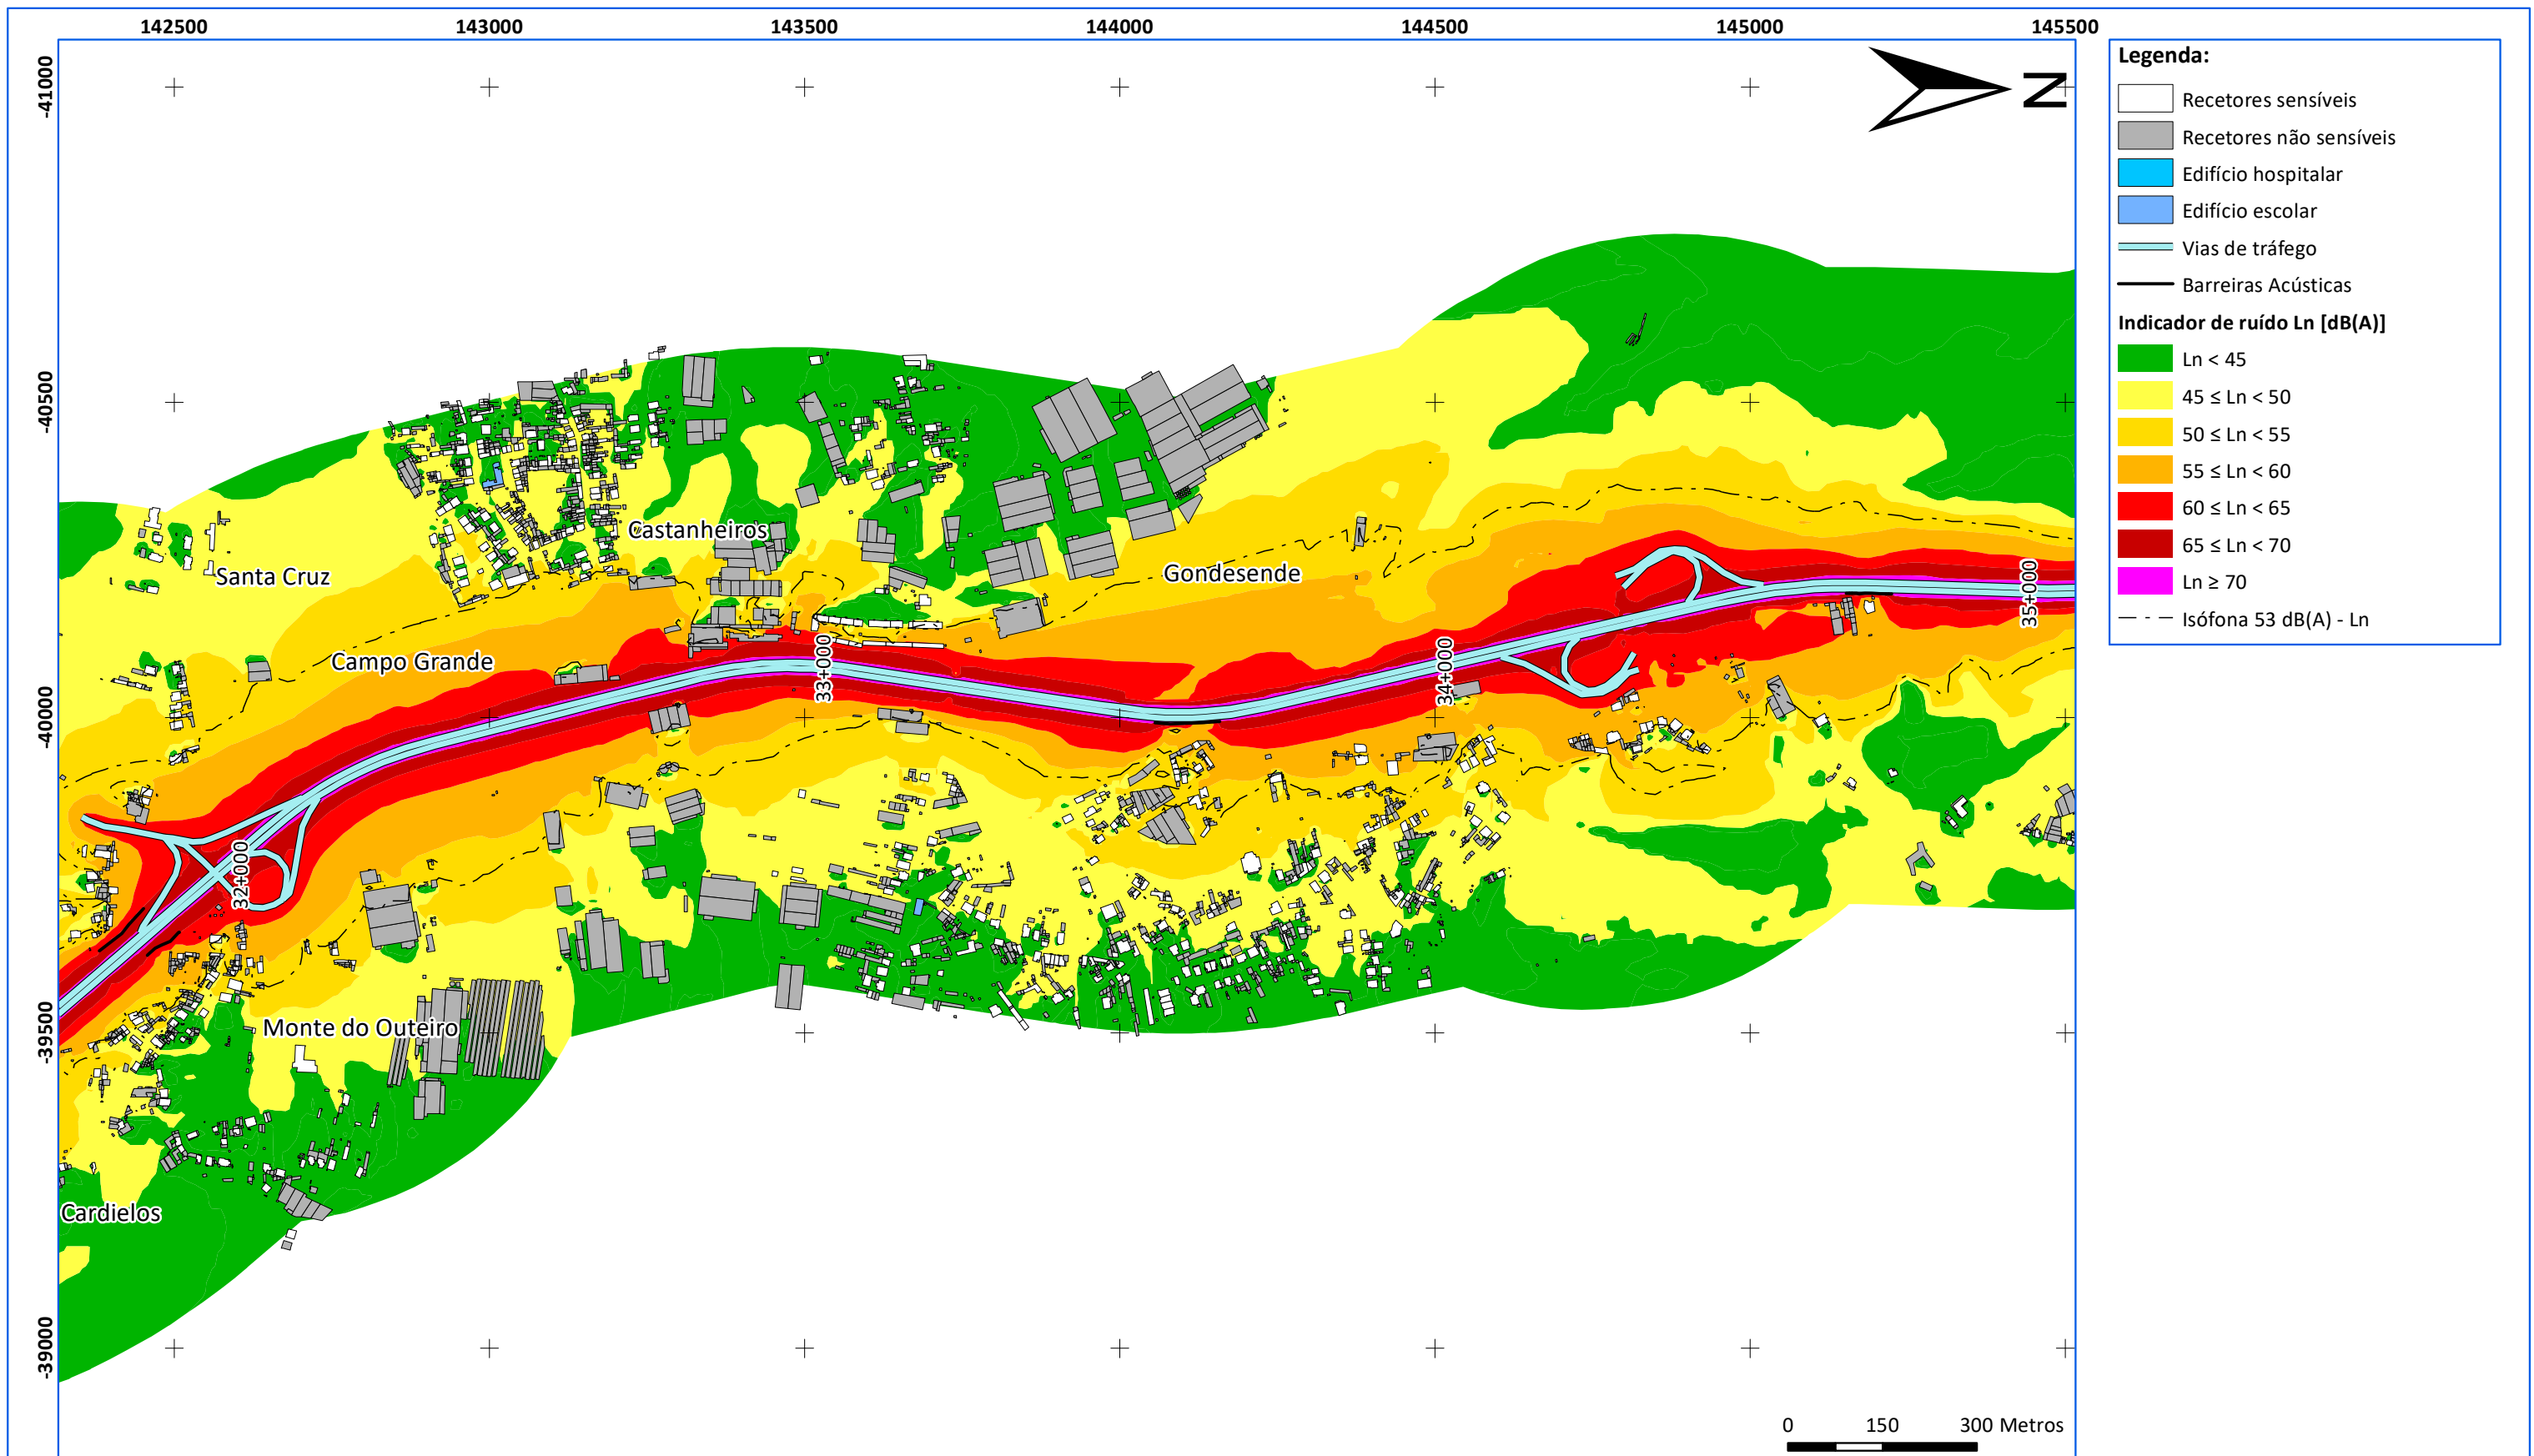 142500 143000 143500 144000 144500 145000 145500
-41000
-40500
-40000
-39500
-39000
N
Castanheiros
Santa Cruz
Gondesende
Campo Grande
Monte do Outeiro
Cardielos
32+000
33+000
34+000
35+000
0 150 300 Metros
Legenda:
Recetores sensíveis
Recetores não sensíveis
Edifício hospitalar
Edifício escolar
Vias de tráfego
Barreiras Acústicas
Indicador de ruído Ln [dB(A)]
Ln < 45
45 ≤ Ln < 50
50 ≤ Ln < 55
55 ≤ Ln < 60
60 ≤ Ln < 65
65 ≤ Ln < 70
Ln ≥ 70
Isófona 53 dB(A) - Ln